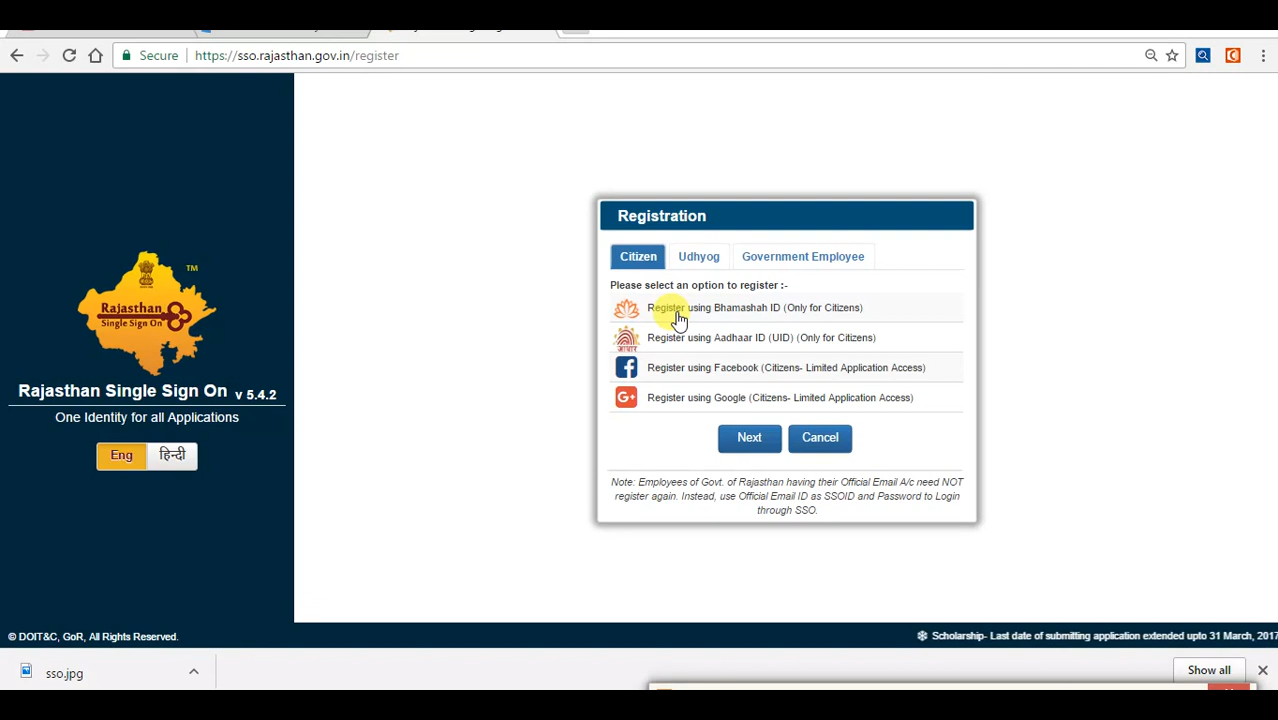 Secure https://sso.rajasthan.gov.in/register
TM
Rajasthan
Single Sign On
Rajasthan Single Sign On v 5.4.2
One Identity for all Applications
Eng हिन्दी
Registration
Citizen Udhyog Government Employee
Please select an option to register :-
Register using Bhamashah ID (Only for Citizens)
आधार Register using Aadhaar ID (UID) (Only for Citizens)
Register using Facebook (Citizens- Limited Application Access)
G+ Register using Google (Citizens- Limited Application Access)
Next Cancel
Note: Employees of Govt. of Rajasthan having their Official Email A/c need NOT
register again. Instead, use Official Email ID as SSOID and Password to Login
through SSO.
© DOIT&C, GoR, All Rights Reserved.
Scholarship- Last date of submitting application extended upto 31 March, 2017
sso.jpg Show all